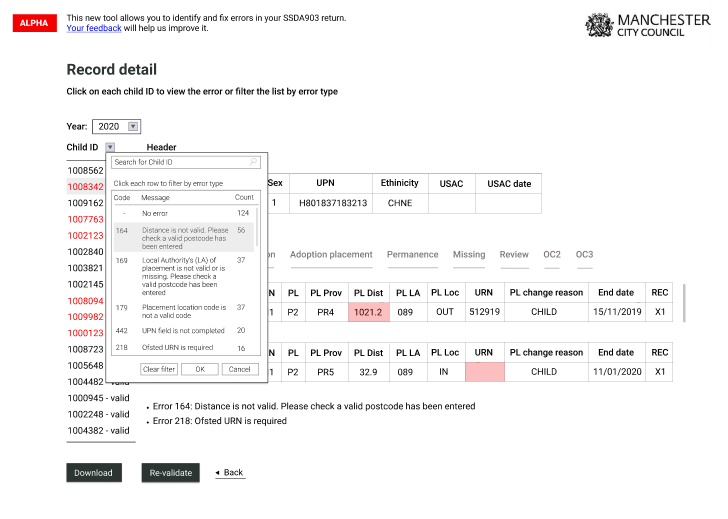 ALPHA
This new tool allows you to identify and fix errors in your SSDA903 return.
Your feedback will help us improve it.
MANCHESTER
CITY COUNCIL
Record detail
Click on each child ID to view the error or filter the list by error type
Year: 2020
Child ID Header
Search for Child ID
Click each row to filter by error type
Code Message Count
- No error 124
164 Distance is not valid. Please 56
check a valid postcode has
been entered
169 Local Authority's (LA) of 37
placement is not valid or is
missing. Please check a
valid postcode has been
entered
179 Placement location code is 37
not a valid code
442 UPN field is not completed 20
218 Ofsted URN is required 16
Clear filter OK Cancel
1008562
1008342
1009162
1007763
1002123
1002840
1003821
1002145
1008094
1009982
1000123
1008723
1005648
1004482 - valid
1000945 - valid
1002248 - valid
1004382 - valid
Sex UPN Ethinicity USAC USAC date
1 H801837183213 CHNE
on Adoption placement Permanence Missing Review OC2 OC3
N PL PL Prov PL Dist PL LA PL Loc URN PL change reason End date REC
1 P2 PR4 1021.2 089 OUT 512919 CHILD 15/11/2019 X1
N PL PL Prov PL Dist PL LA PL Loc URN PL change reason End date REC
1 P2 PR5 32.9 089 IN CHILD 11/01/2020 X1
• Error 164: Distance is not valid. Please check a valid postcode has been entered
• Error 218: Ofsted URN is required
Download Re-validate Back